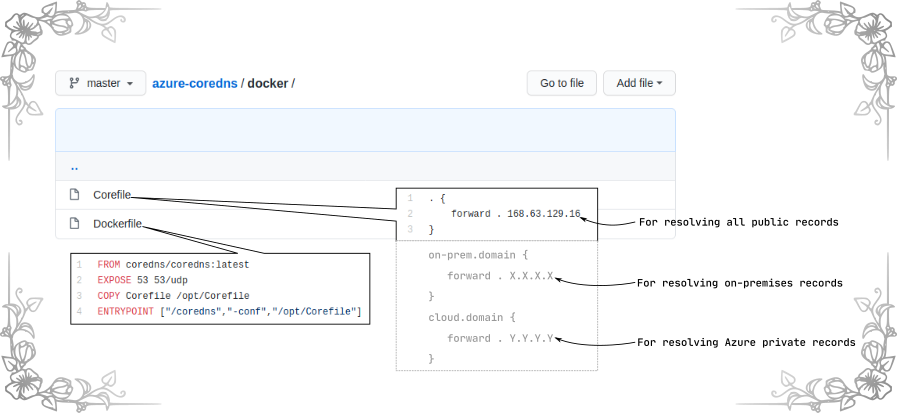 master azure-coredns / docker / Go to file Add file
..
Corefile
Dockerfile
1 . {
2 forward . 168.63.129.16
3 }
For resolving all public records
on-prem.domain {
forward . X.X.X.X
}
For resolving on-premises records
cloud.domain {
forward . Y.Y.Y.Y
}
For resolving Azure private records
1 FROM coredns/coredns:latest
2 EXPOSE 53 53/udp
3 COPY Corefile /opt/Corefile
4 ENTRYPOINT ["/coredns","-conf","/opt/Corefile"]